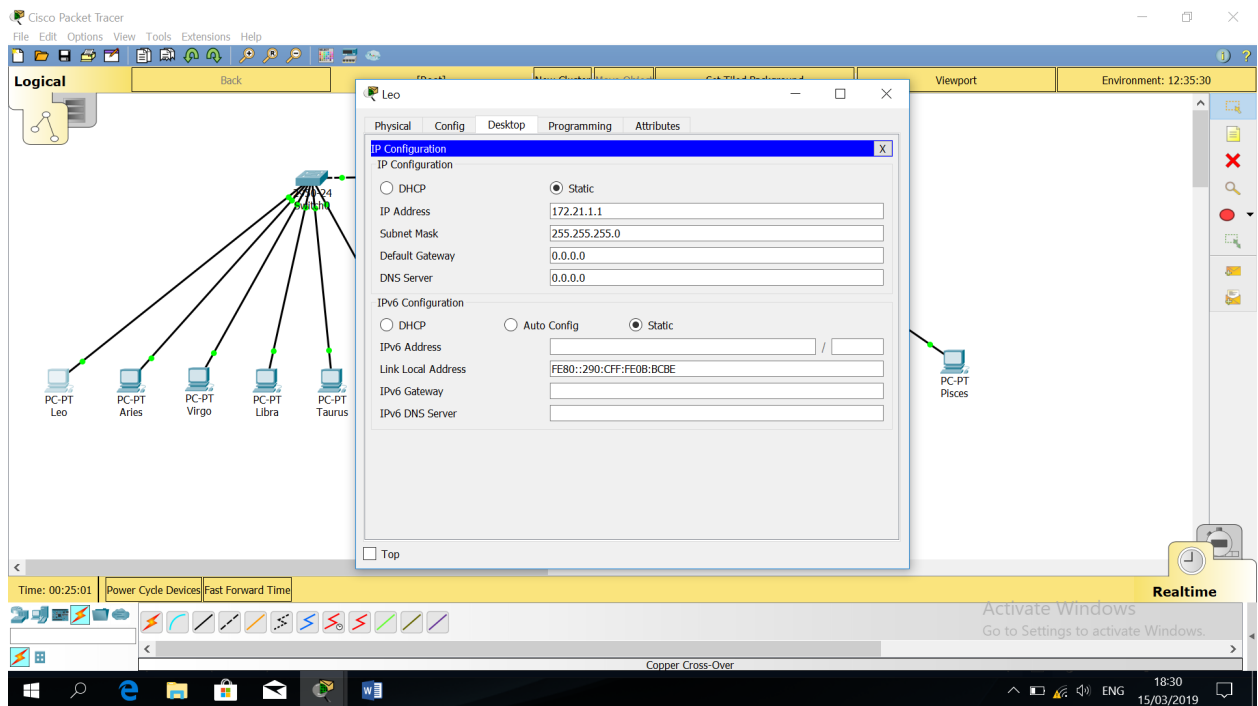 Cisco Packet Tracer
File Edit Options View Tools Extensions Help
Logical
Back
Viewport
Environment: 12:35:30
Leo
Physical Config Desktop Programming Attributes
IP Configuration X
IP Configuration
DHCP Static
IP Address 172.21.1.1
Subnet Mask 255.255.255.0
Default Gateway 0.0.0.0
DNS Server 0.0.0.0
IPv6 Configuration
DHCP Auto Config Static
IPv6 Address /
Link Local Address FE80::290:CFF:FE0B:BCBE
IPv6 Gateway
IPv6 DNS Server
Top
PC-PT
Leo
PC-PT
Aries
PC-PT
Virgo
PC-PT
Libra
PC-PT
Taurus
PC-PT
Pisces
Time: 00:25:01 Power Cycle Devices Fast Forward Time
Realtime
Activate Windows
Go to Settings to activate Windows.
Copper Cross-Over
ENG
18:30
15/03/2019